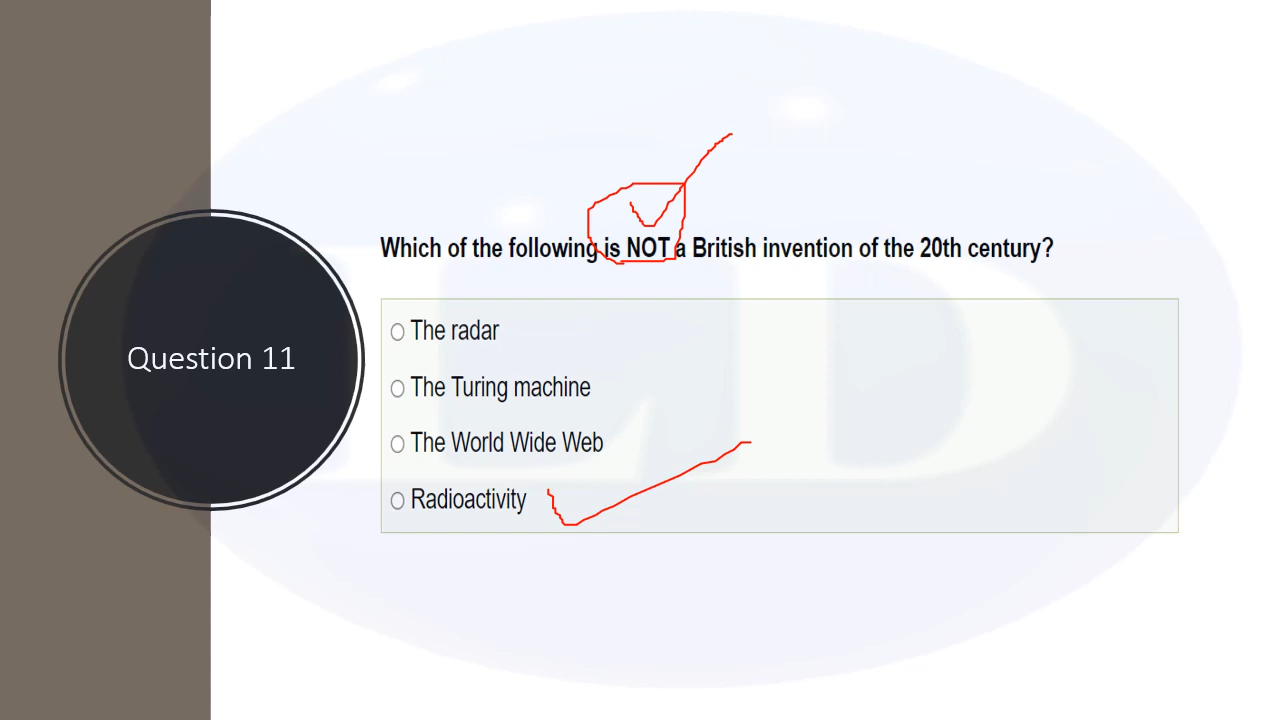 Which of the following is NOT a British invention of the 20th century?
The radar
Question 11
The Turing machine
The World Wide Web
Radioactivity